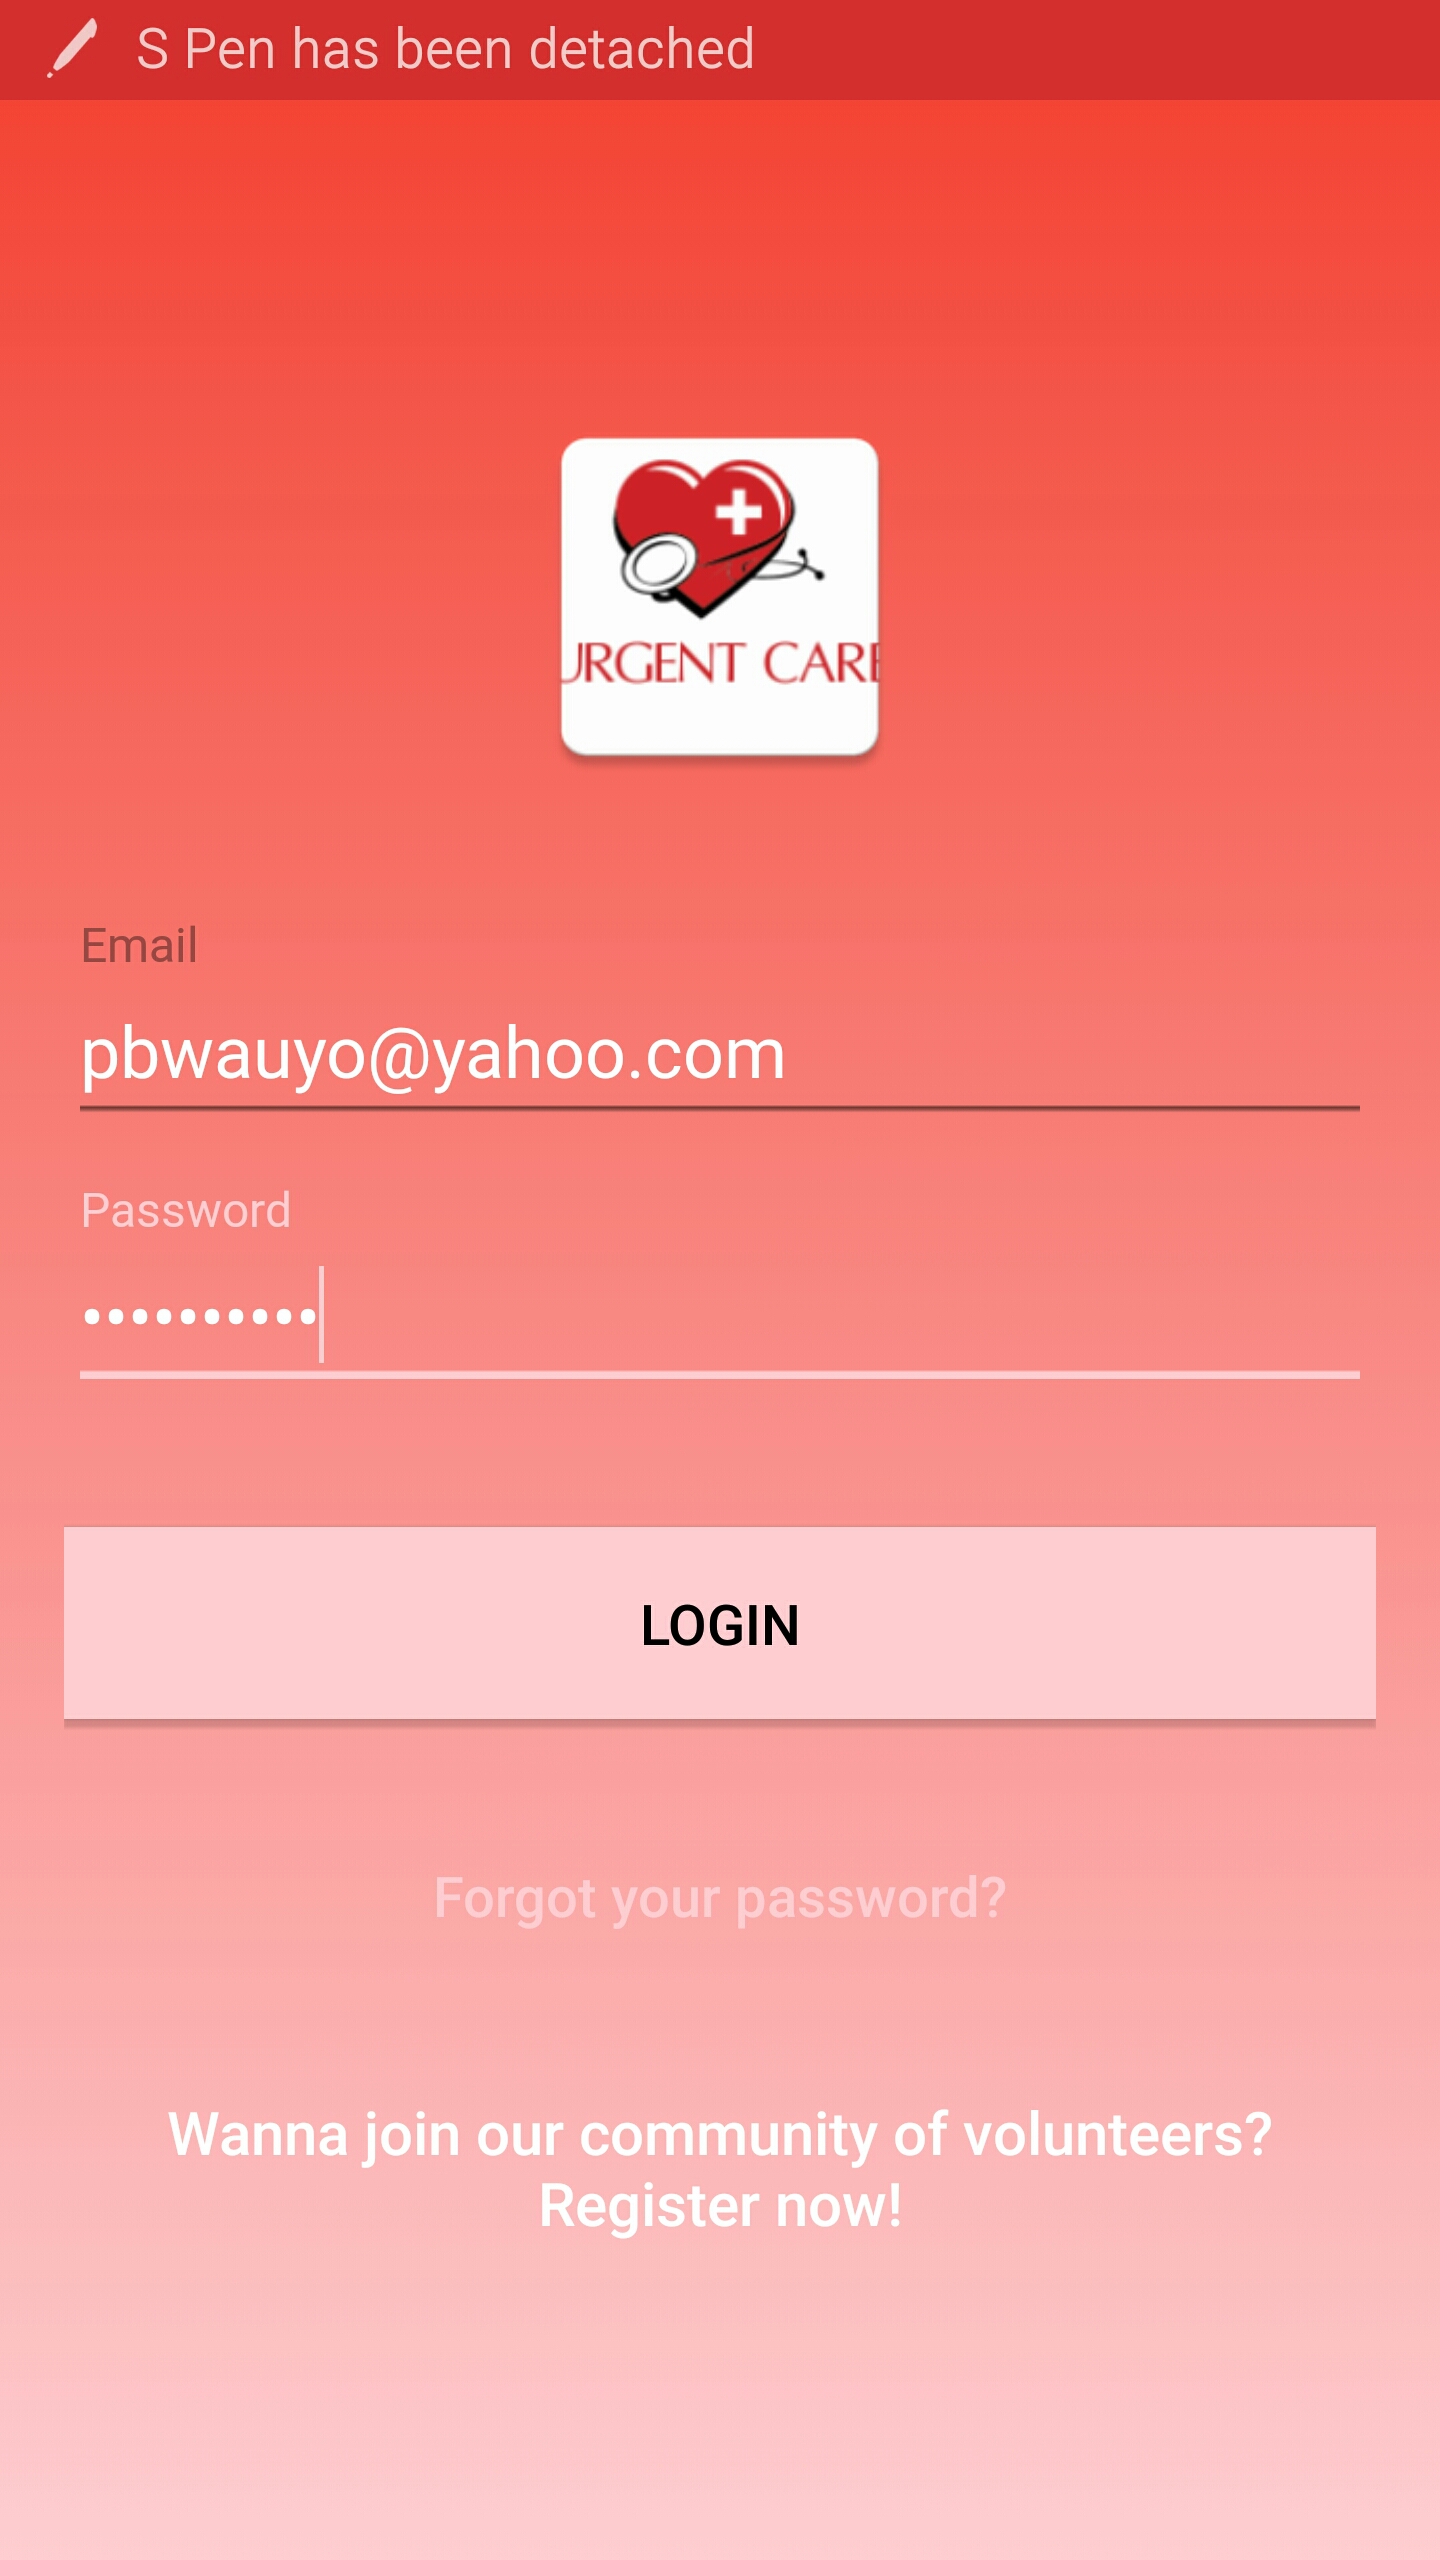 S Pen has been detached
URGENT CARE
Email
pbwauyo@yahoo.com
Password
••••••••••
LOGIN
Forgot your password?
Wanna join our community of volunteers?
Register now!